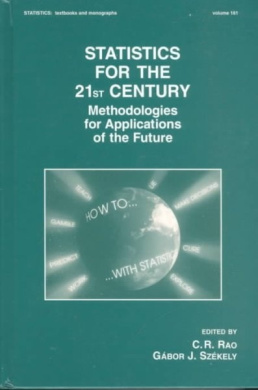 STATISTICS: textbooks and monographs volume 161
STATISTICS
FOR THE
21ST CENTURY
Methodologies
for Applications
of the Future
HOW TO...
...WITH STATISTIC
EDITED BY
C. R. RAO
GÁBOR J. SZÉKELY